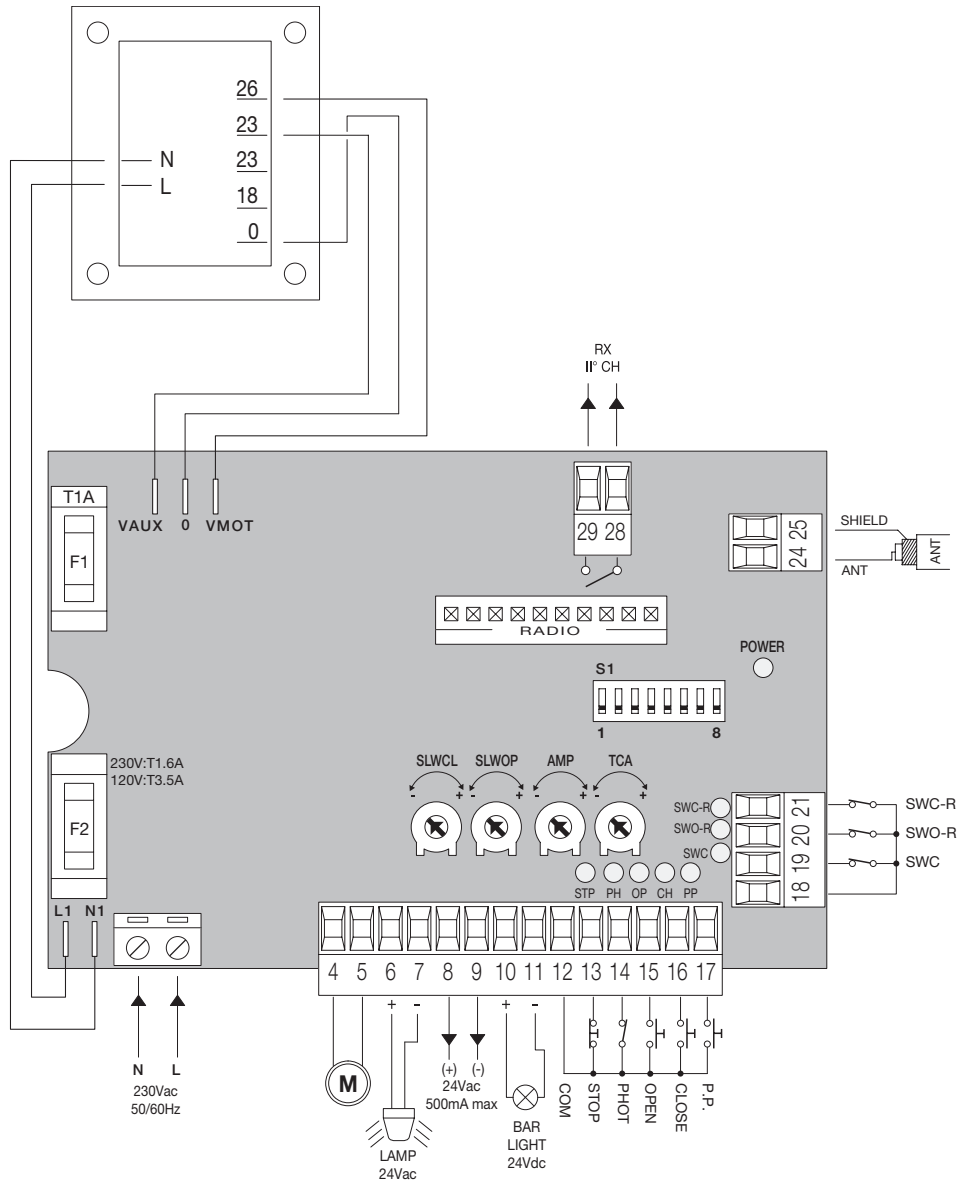 26
23
N
23
L
18
0
RX
II° CH
T1A
F1
VAUX 0 VMOT
29 28
RADIO
24 25
SHIELD
ANT
ANT
POWER
S1
1 8
230V:T1.6A
120V:T3.5A
F2
SLWCL SLWOP AMP TCA
- + - + - + - +
SWC-R
SWO-R
SWC
18 19 20 21
SWC-R
SWO-R
SWC
STP PH OP CH PP
L1 N1
4 5 6 7 8 9 10 11 12 13 14 15 16 17
+ - + -
N L
230Vac
50/60Hz
M
LAMP
24Vac
(+) (-)
24Vac
500mA max
BAR
LIGHT
24Vdc
COM
STOP
PHOT
OPEN
CLOSE
P.P.